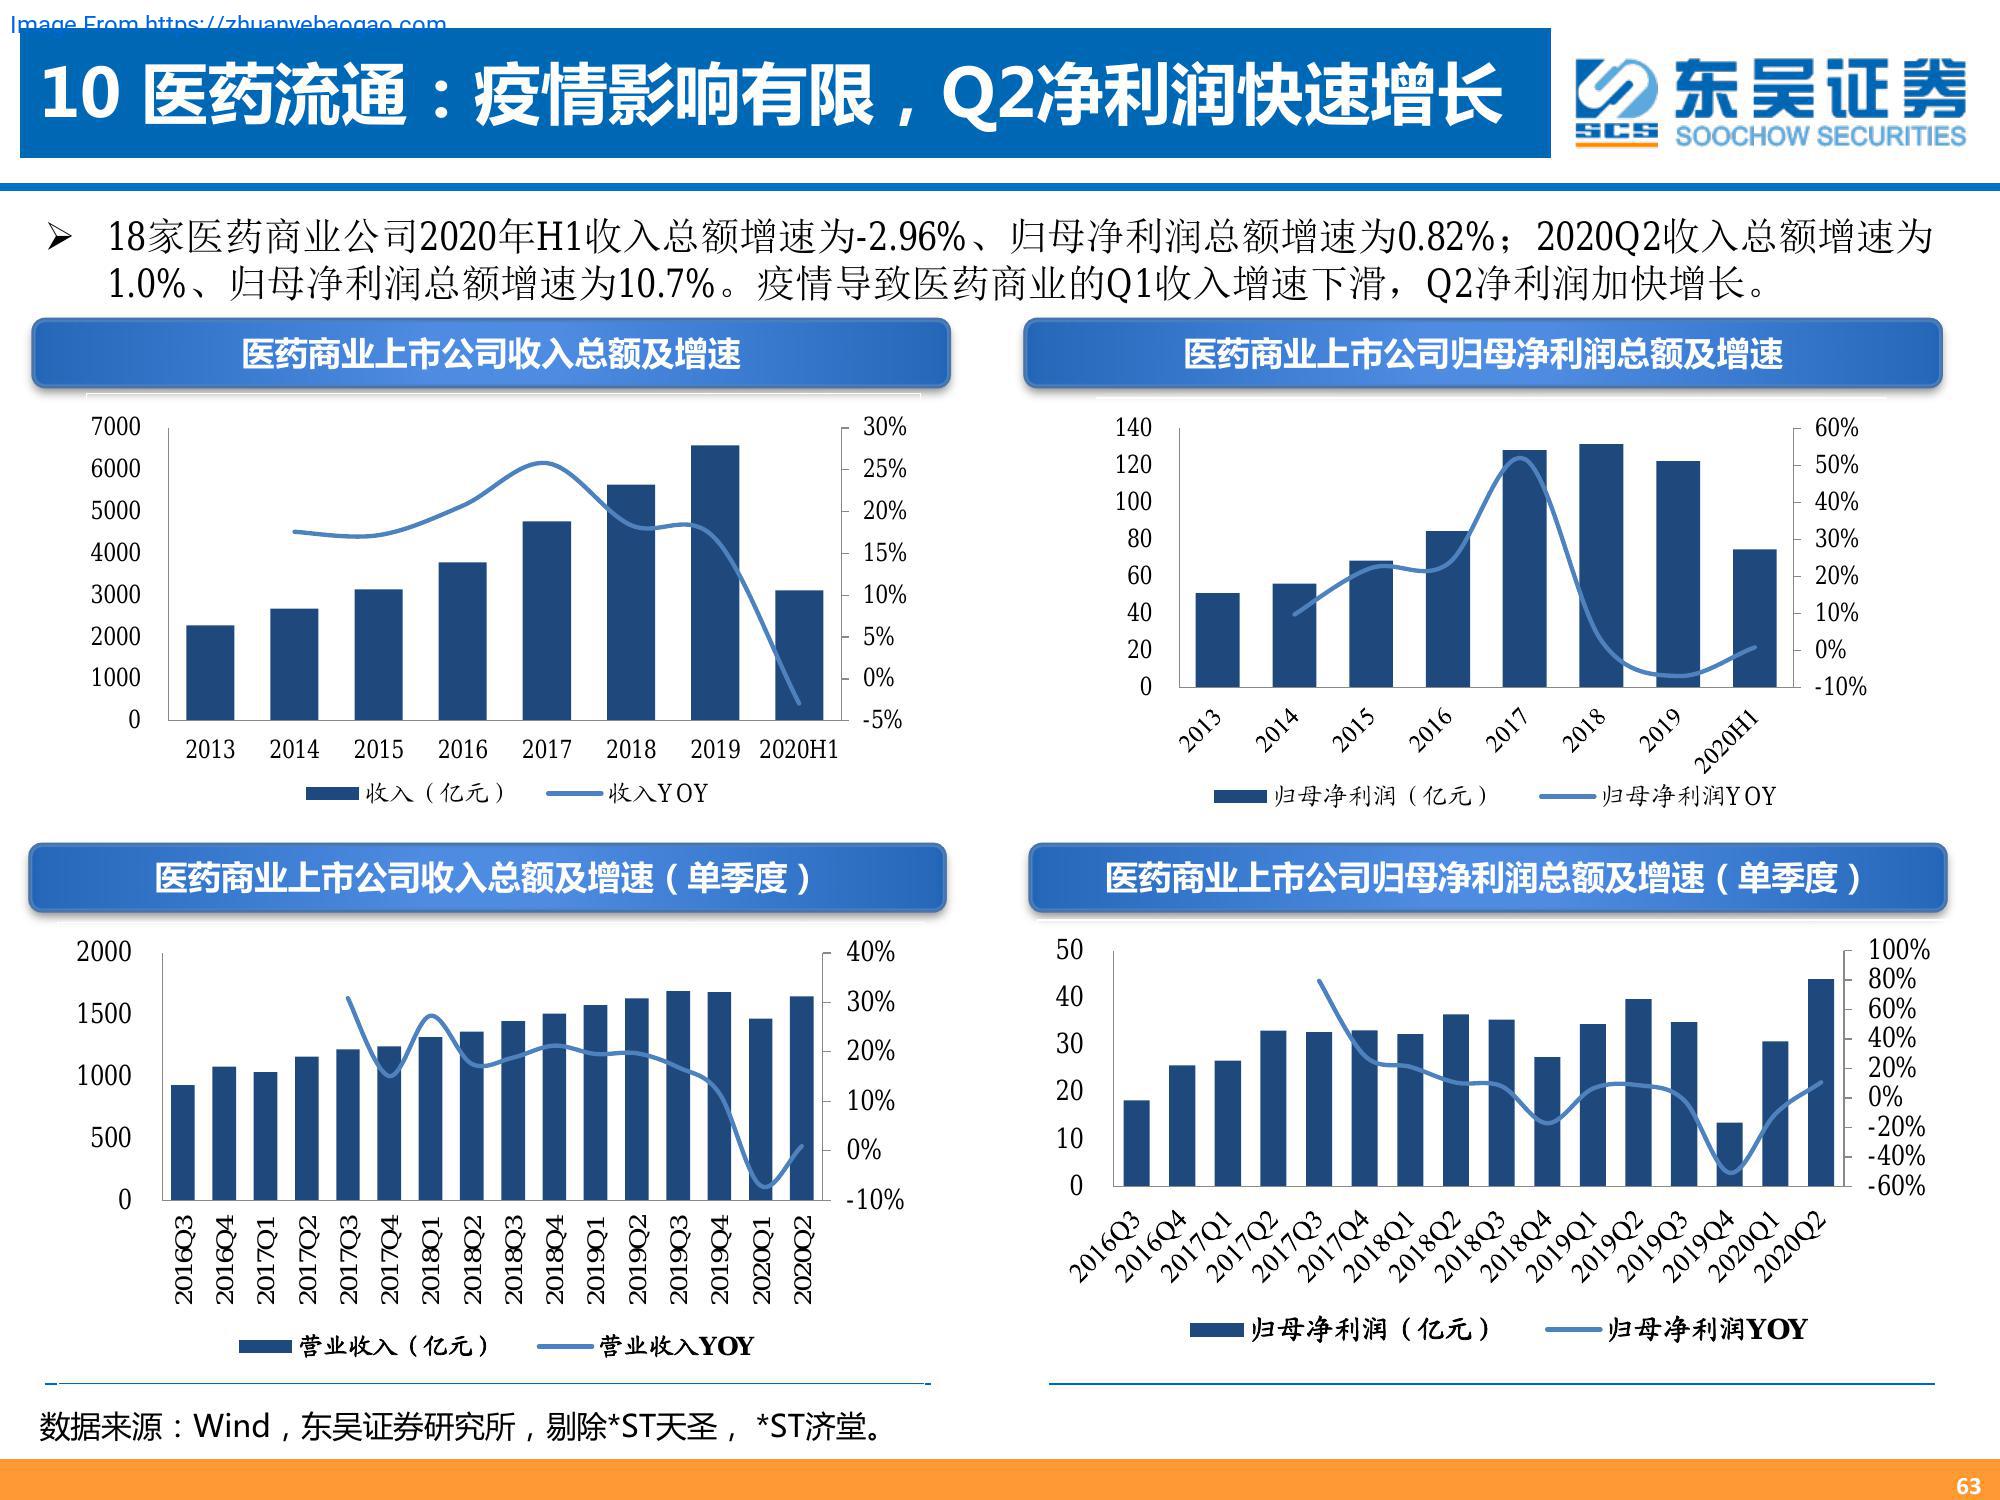 Image From https://zhuanyebaogao.com
10 医药流通：疫情影响有限，Q2净利润快速增长
SCS
东吴证券
SOOCHOW SECURITIES
18家医药商业公司2020年H1收入总额增速为-2.96%、归母净利润总额增速为0.82%；2020Q2收入总额增速为
1.0%、归母净利润总额增速为10.7%。疫情导致医药商业的Q1收入增速下滑，Q2净利润加快增长。
医药商业上市公司收入总额及增速
7000
6000
5000
4000
3000
2000
1000
0
30%
25%
20%
15%
10%
5%
0%
-5%
2013 2014 2015 2016 2017 2018 2019 2020H1
收入（亿元） 收入YOY
医药商业上市公司归母净利润总额及增速
140
120
100
80
60
40
20
0
60%
50%
40%
30%
20%
10%
0%
-10%
2013 2014 2015 2016 2017 2018 2019 2020H1
归母净利润（亿元） 归母净利润YOY
医药商业上市公司收入总额及增速（单季度）
2000
1500
1000
500
0
40%
30%
20%
10%
0%
-10%
2016Q3 2016Q4 2017Q1 2017Q2 2017Q3 2017Q4 2018Q1 2018Q2 2018Q3 2018Q4 2019Q1 2019Q2 2019Q3 2019Q4 2020Q1 2020Q2
营业收入（亿元） 营业收入YOY
医药商业上市公司归母净利润总额及增速（单季度）
50
40
30
20
10
0
100%
80%
60%
40%
20%
0%
-20%
-40%
-60%
2016Q3 2016Q4 2017Q1 2017Q2 2017Q3 2017Q4 2018Q1 2018Q2 2018Q3 2018Q4 2019Q1 2019Q2 2019Q3 2019Q4 2020Q1 2020Q2
归母净利润（亿元） 归母净利润YOY
数据来源：Wind，东吴证券研究所，剔除*ST天圣， *ST济堂。
63